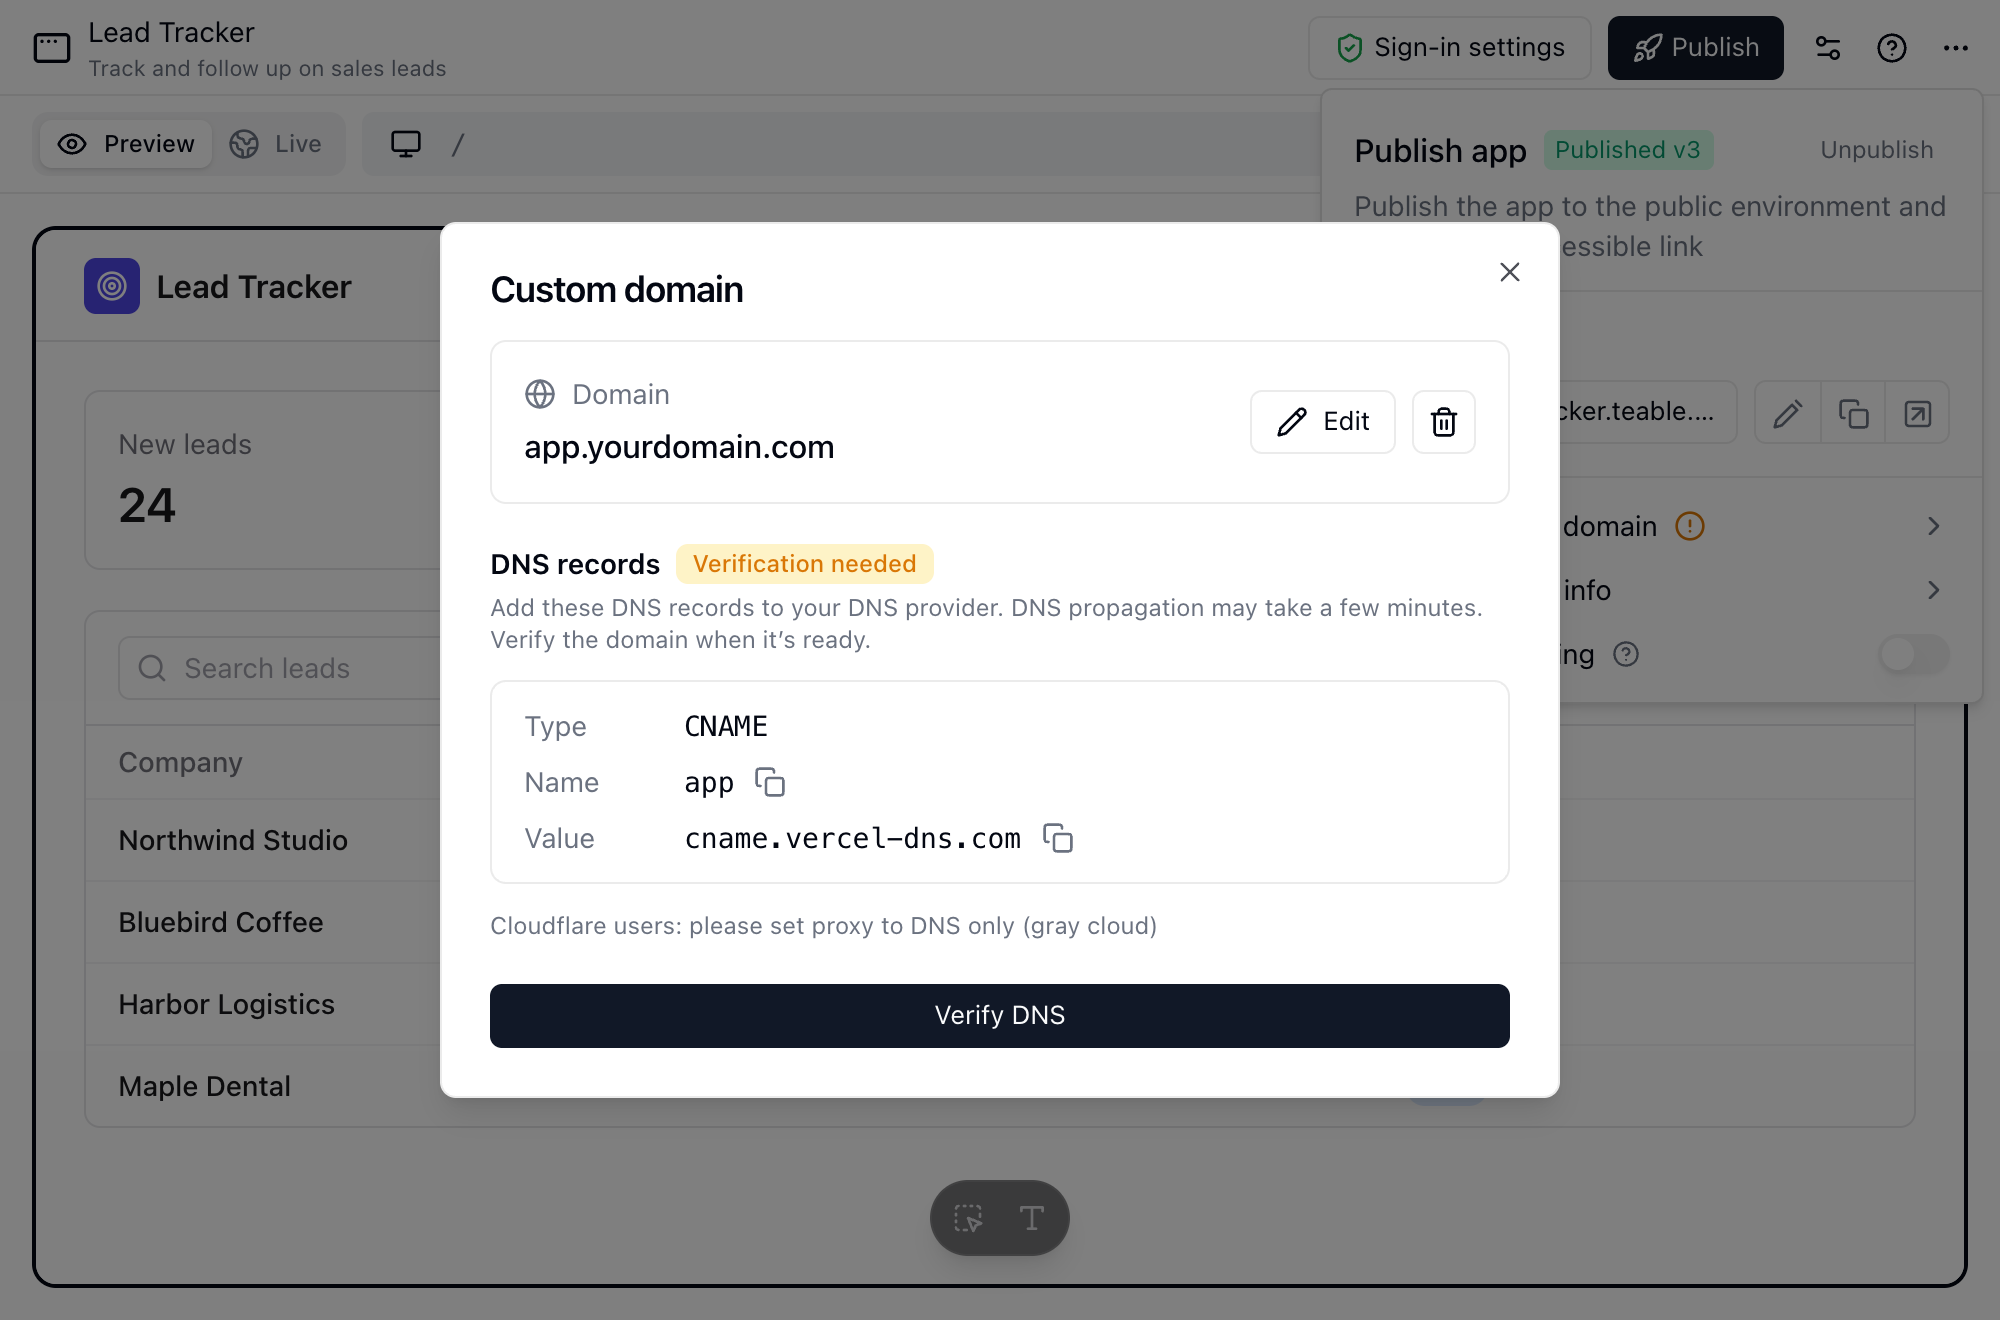 Lead Tracker
Track and follow up on sales leads
Sign-in settings
Publish
Preview
Live
/
Publish app
Published v3
Unpublish
Publish the app to the public environment and
essible link
Lead Tracker
cker.teable....
domain
info
ing
New leads
24
Search leads
Company
Northwind Studio
Bluebird Coffee
Harbor Logistics
Maple Dental
Custom domain
Domain
app.yourdomain.com
Edit
DNS records
Verification needed
Add these DNS records to your DNS provider. DNS propagation may take a few minutes.
Verify the domain when it’s ready.
Type CNAME
Name app
Value cname.vercel-dns.com
Cloudflare users: please set proxy to DNS only (gray cloud)
Verify DNS